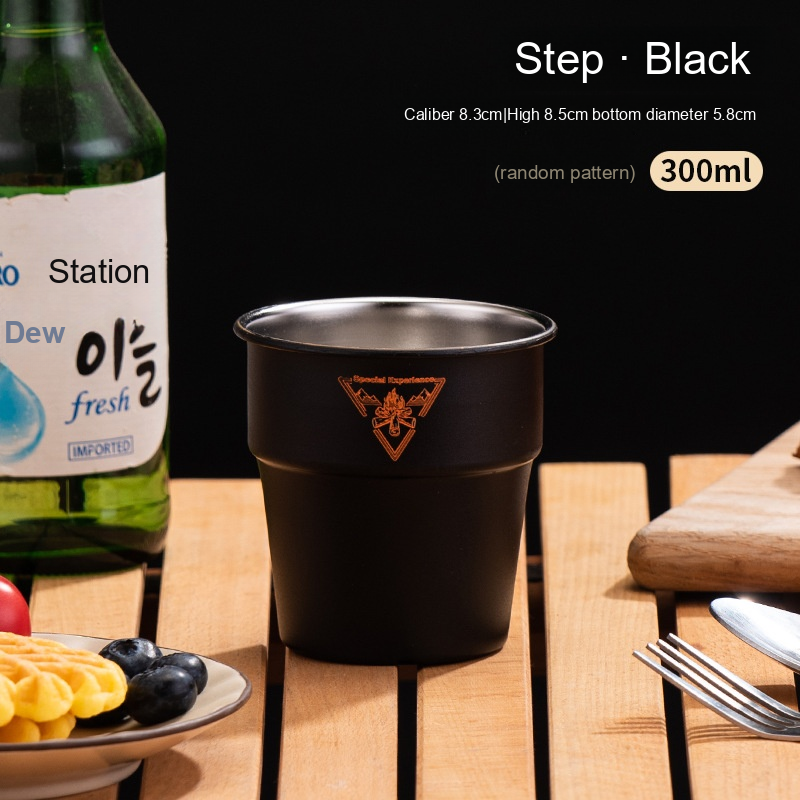 Step · Black
Caliber 8.3cm|High 8.5cm bottom diameter 5.8cm
(random pattern) 300ml
RO Station
Dew
이슬
fresh
IMPORTED
Special Experience